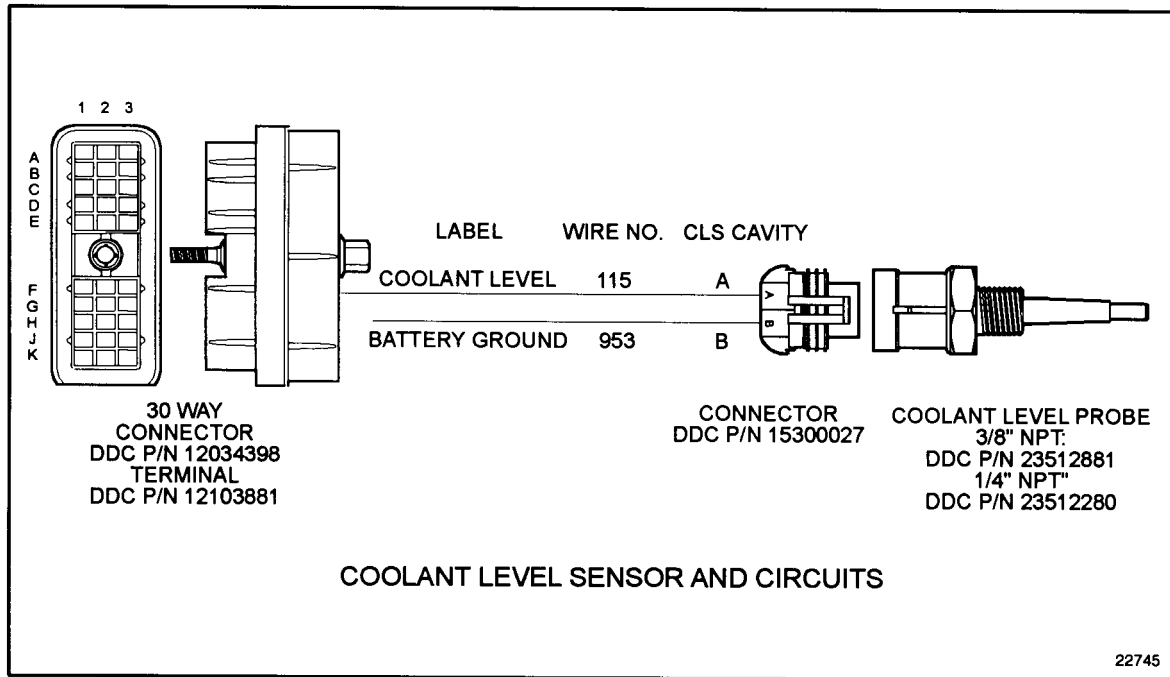 1 2 3
A
B
C
D
E
F
G
H
J
K
LABEL WIRE NO. CLS CAVITY
COOLANT LEVEL 115 A
BATTERY GROUND 953 B
A
B
30 WAY
CONNECTOR
DDC P/N 12034398
TERMINAL
DDC P/N 12103881
CONNECTOR
DDC P/N 15300027
COOLANT LEVEL PROBE
3/8" NPT:
DDC P/N 23512881
1/4" NPT"
DDC P/N 23512280
COOLANT LEVEL SENSOR AND CIRCUITS
22745